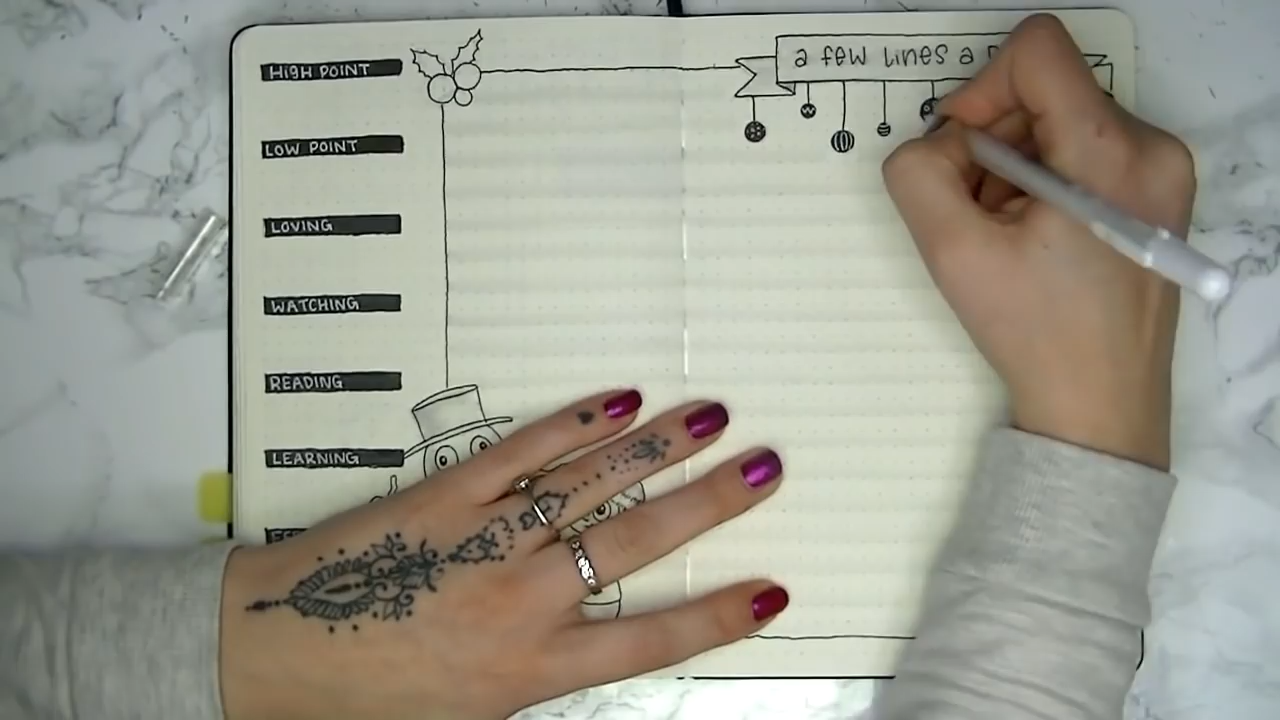 HIGH POINT
LOW POINT
LOVING
WATCHING
READING
LEARNING
a few lines a